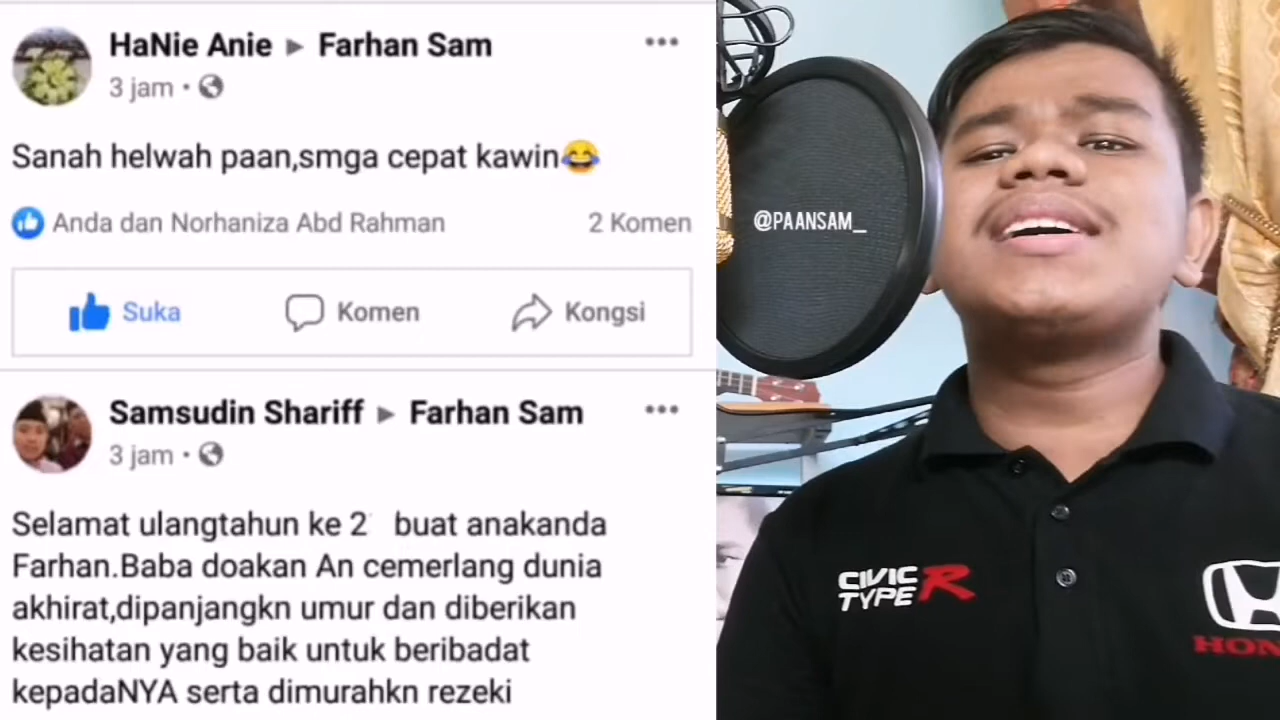 HaNie Anie ▸ Farhan Sam
3 jam •
Sanah helwah paan,smga cepat kawin😂
Anda dan Norhaniza Abd Rahman 2 Komen
Suka Komen Kongsi
Samsudin Shariff ▸ Farhan Sam
3 jam •
Selamat ulangtahun ke 2 buat anakanda
Farhan.Baba doakan An cemerlang dunia
akhirat,dipanjangkn umur dan diberikan
kesihatan yang baik untuk beribadat
kepadaNYA serta dimurahkn rezeki
@PAANSAM_
CIVIC
TYPE R